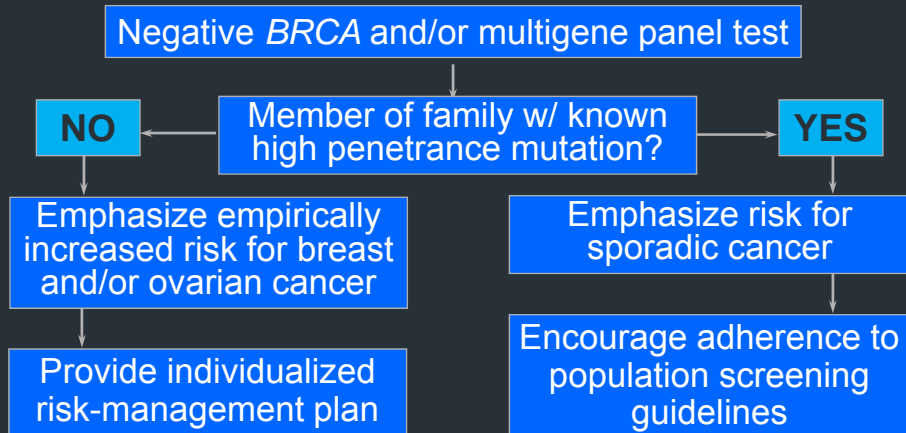 Negative BRCA and/or multigene panel test
NO
Member of family w/ known
high penetrance mutation?
YES
Emphasize empirically
increased risk for breast
and/or ovarian cancer
Emphasize risk for
sporadic cancer
Provide individualized
risk-management plan
Encourage adherence to
population screening
guidelines